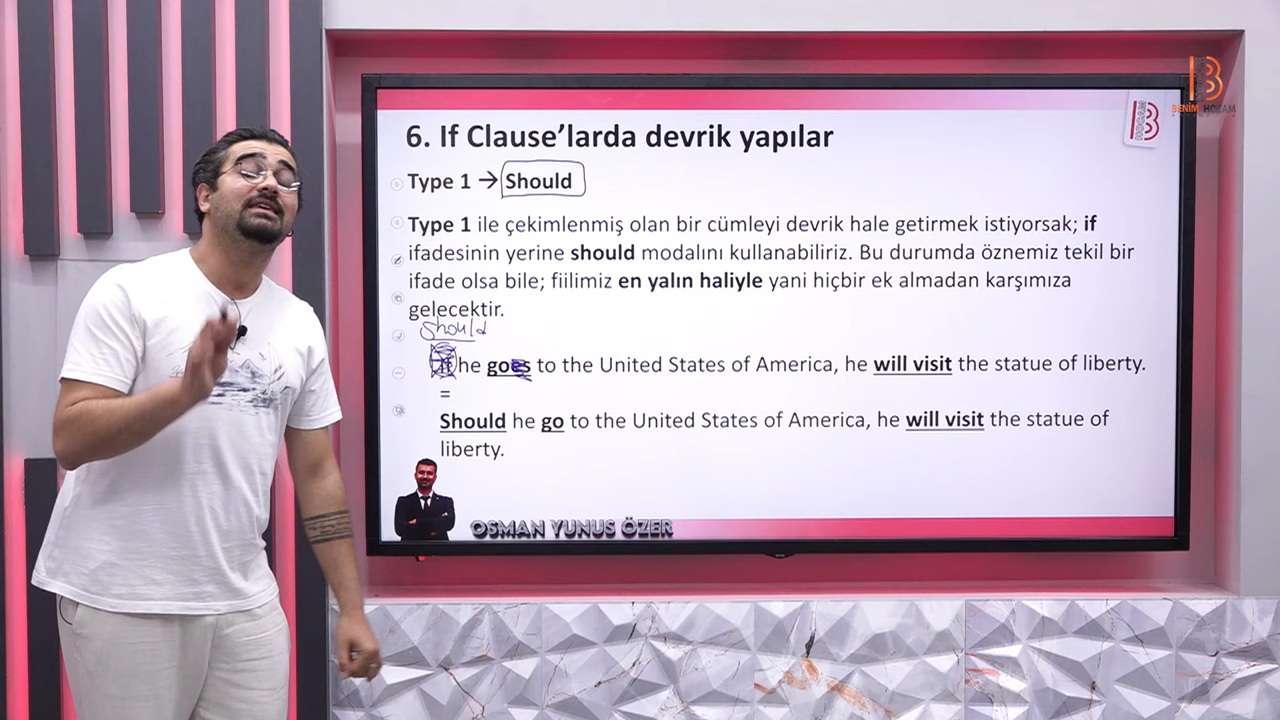 BENİM HOCAM
6. If Clause’larda devrik yapılar
Type 1 → Should
Type 1 ile çekimlenmiş olan bir cümleyi devrik hale getirmek istiyorsak; if
ifadesinin yerine should modalını kullanabiliriz. Bu durumda öznemiz tekil bir
ifade olsa bile; fiilimiz en yalın haliyle yani hiçbir ek almadan karşımıza
gelecektir.
should
If he goes to the United States of America, he will visit the statue of liberty.
=
Should he go to the United States of America, he will visit the statue of
liberty.
OSMAN YUNUS ÖZER